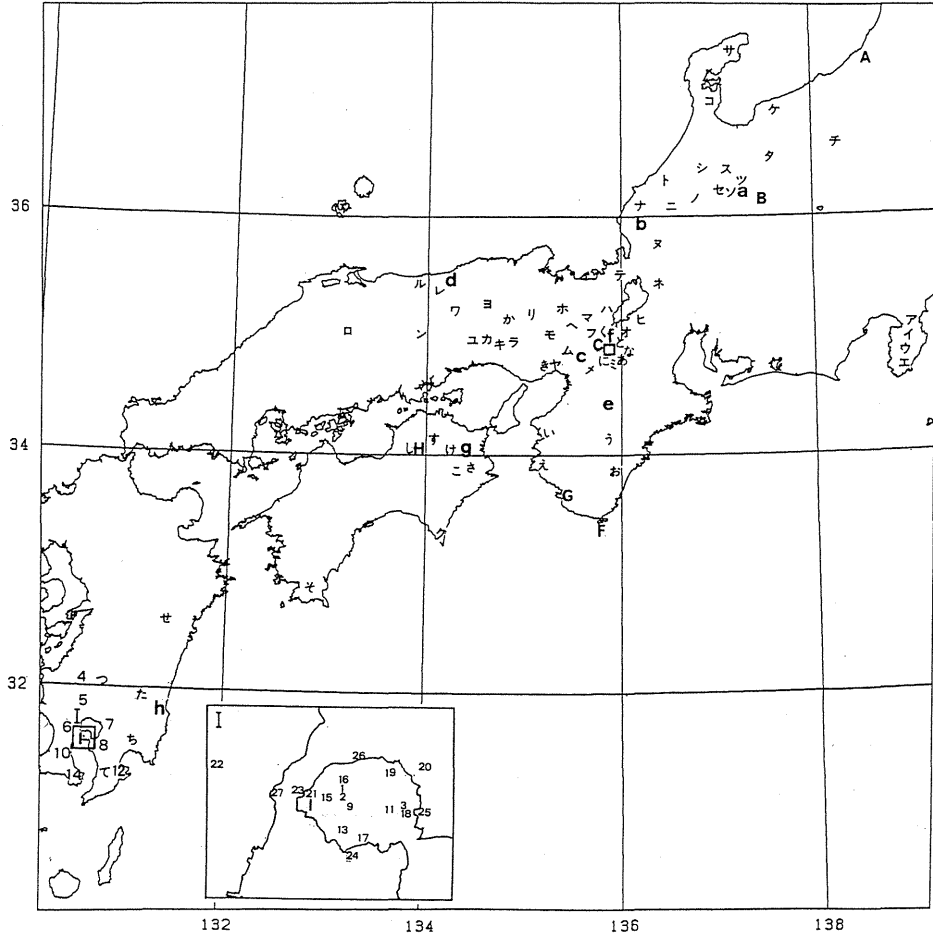 サ
A
コ
ケ
チ
タ
シ ス
ト ツ
セソ a B
ノ
36
ナ ニ
b
ヌ
テ
d ネ
ル レ
ヨ ホ ハ
ワ か リ マ ヒ
ア
イ
ウ
エ
ロ ン モ ヘ フ く f オ
ユ カ キ ラ C と
ム c な
き ヤ メ に ミ あ
e
い う
34
し H す け g
こ さ え お
G
F
そ
せ
4 つ
32
5 た h
I
6 7
I 8 ち
10
14 て 12
I
22 26 20
19
16
27 23 21 15 1
2
I 9 11 3
18 25
13 17
24
132 134 136 138